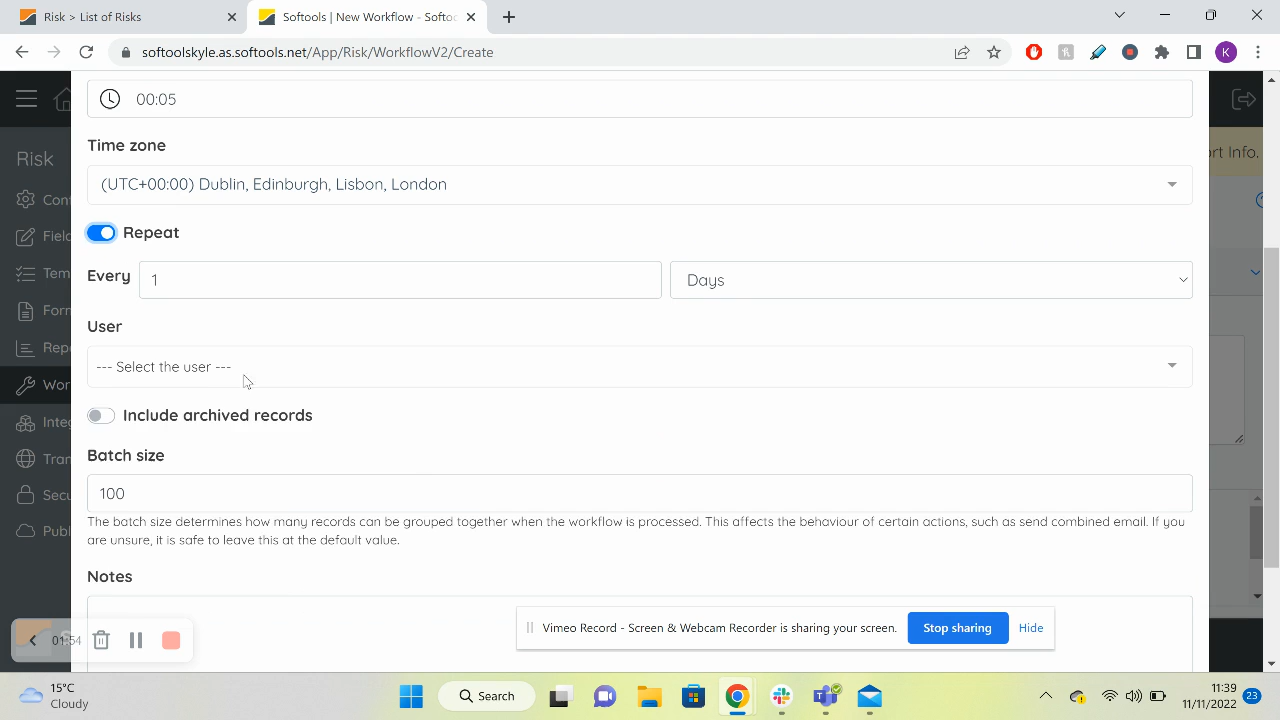 Risk > List of Risks
Softools | New Workflow - Softoo
softoolskyle.as.softools.net/App/Risk/WorkflowV2/Create
K
00:05
ort Info.
Time zone
(UTC+00:00) Dublin, Edinburgh, Lisbon, London
Risk
Conf
Field
Tem
Form
Repo
Wor
Integ
Tran
Secu
Publ
Repeat
Every
1
Days
User
--- Select the user ---
Include archived records
Batch size
100
The batch size determines how many records can be grouped together when the workflow is processed. This affects the behaviour of certain actions, such as send combined email. If you
are unsure, it is safe to leave this at the default value.
Notes
Vimeo Record - Screen & Webcam Recorder is sharing your screen.
Stop sharing
Hide
01:54
15°C
Cloudy
Search
11:39
11/11/2022
23